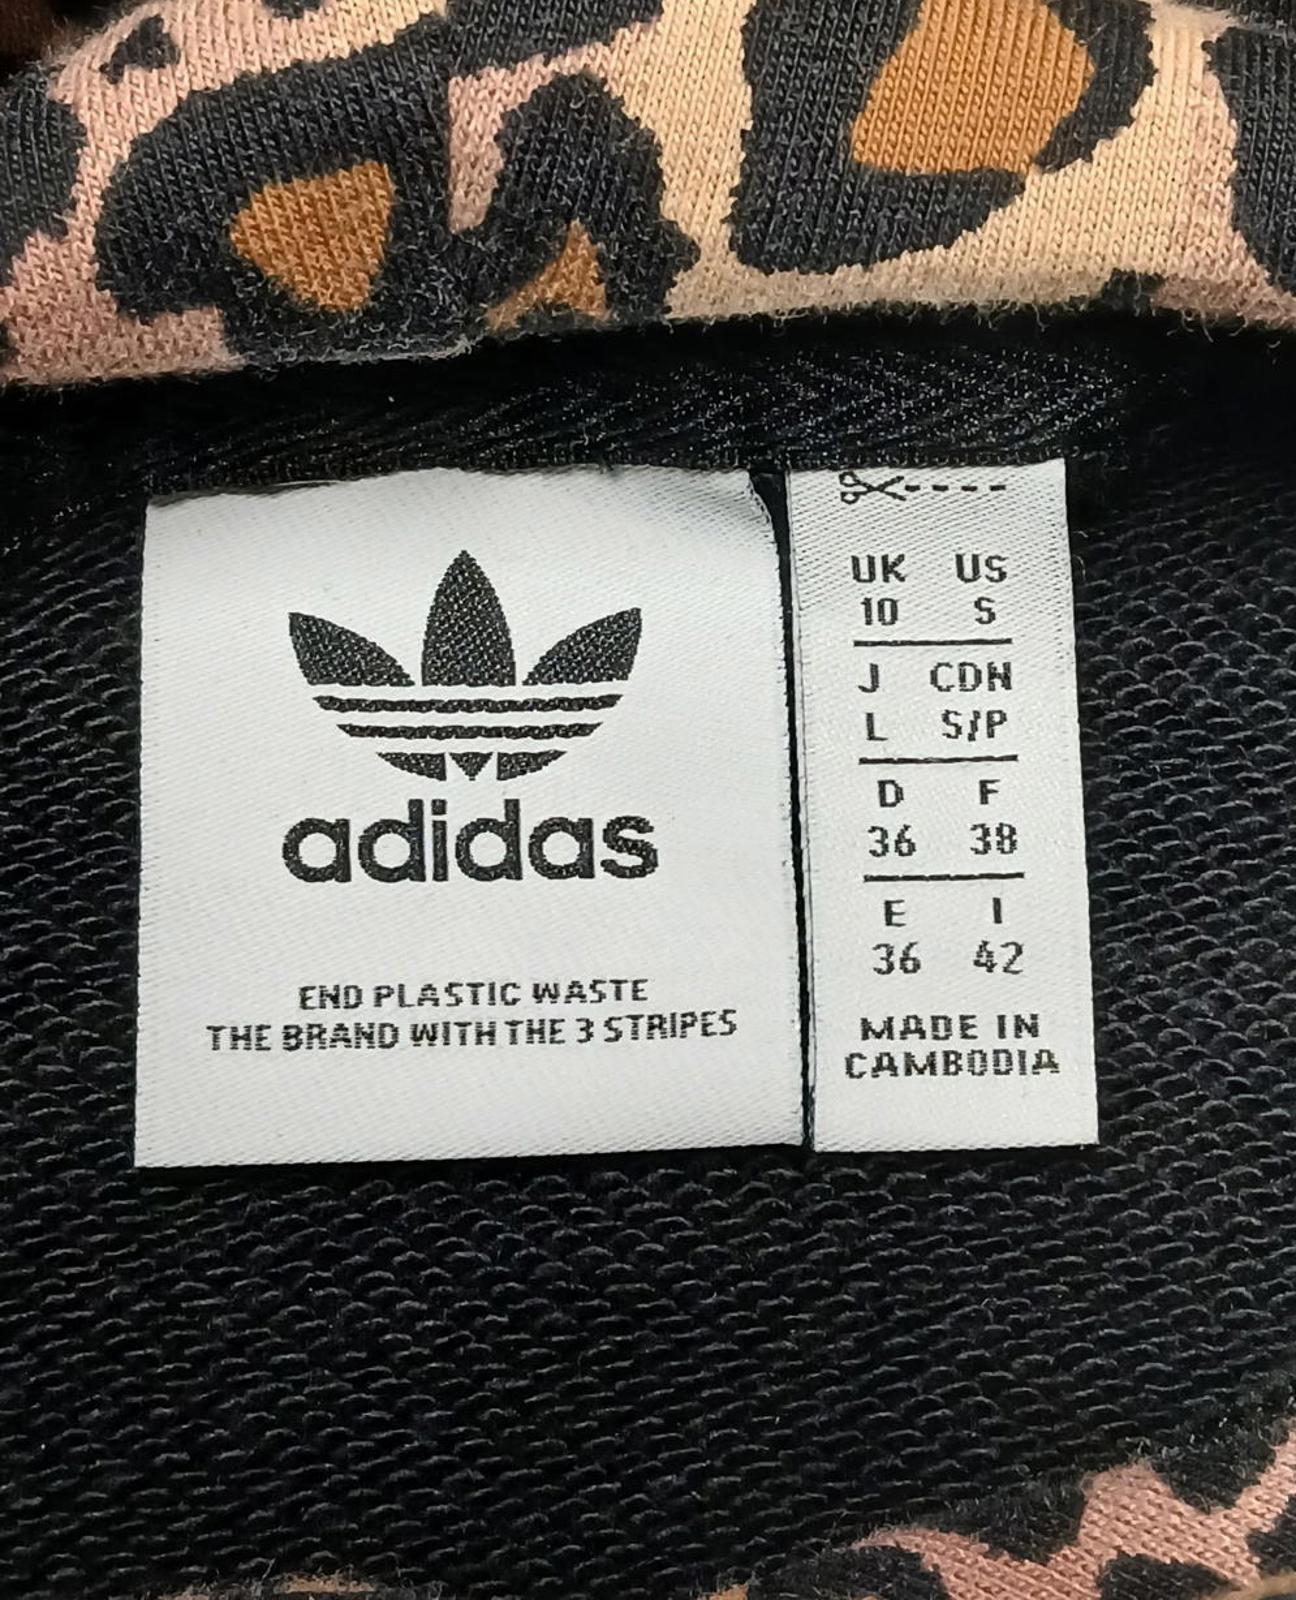 adidas
END PLASTIC WASTE
THE BRAND WITH THE 3 STRIPES
UK US
10 S
J CDN
L S/P
D F
36 38
E I
36 42
MADE IN
CAMBODIA